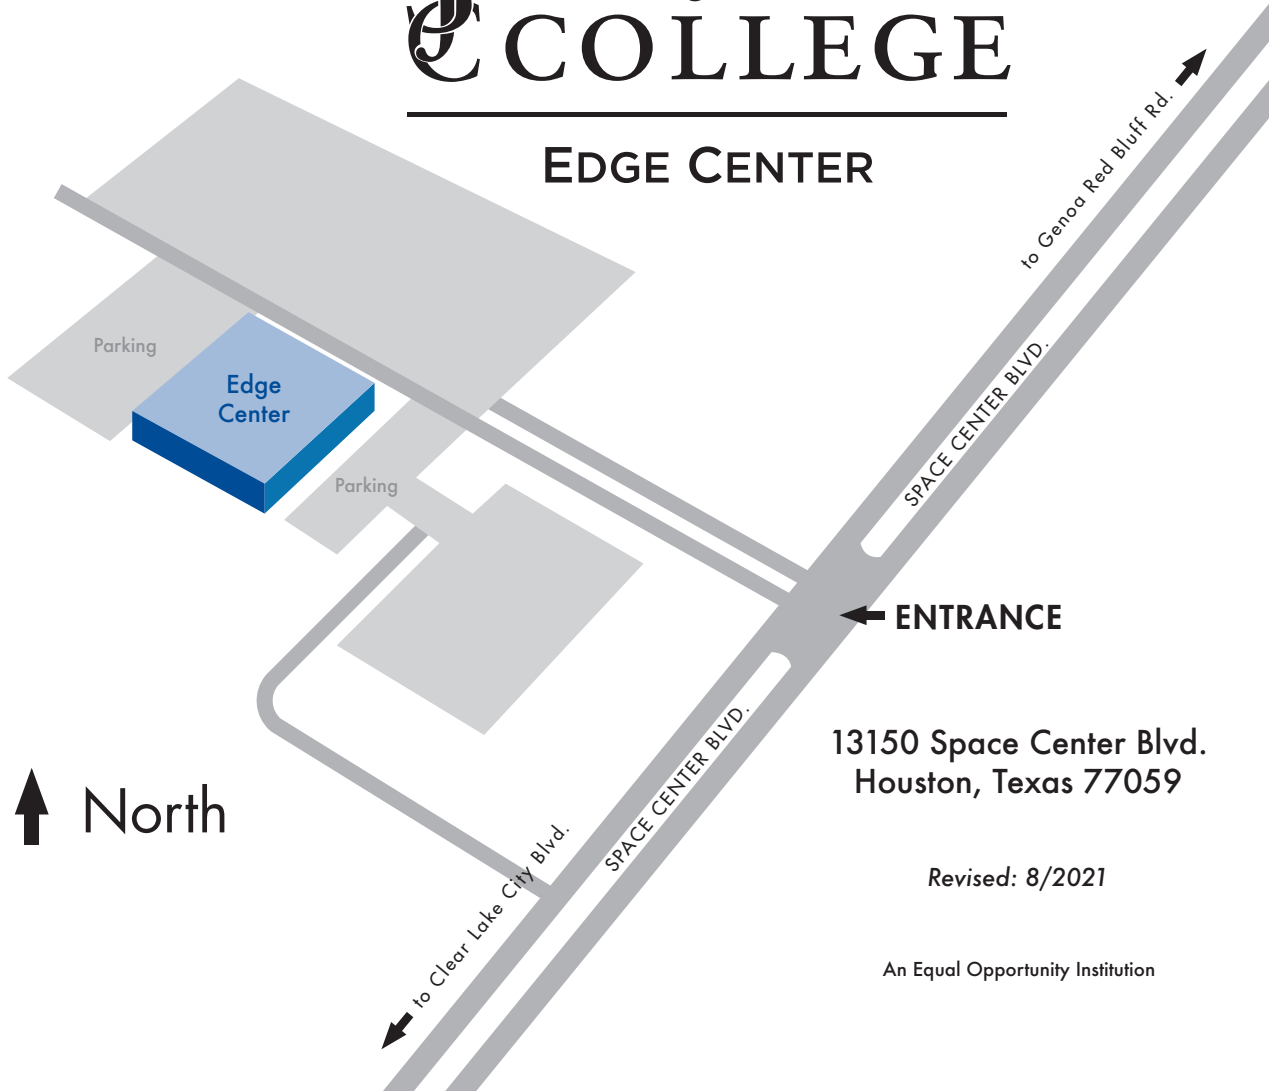 COLLEGE
EDGE CENTER
to Genoa Red Bluff Rd.
Parking
Edge
Center
SPACE CENTER BLVD.
Parking
ENTRANCE
SPACE CENTER BLVD.
13150 Space Center Blvd.
Houston, Texas 77059
North
to Clear Lake City Blvd.
Revised: 8/2021
An Equal Opportunity Institution